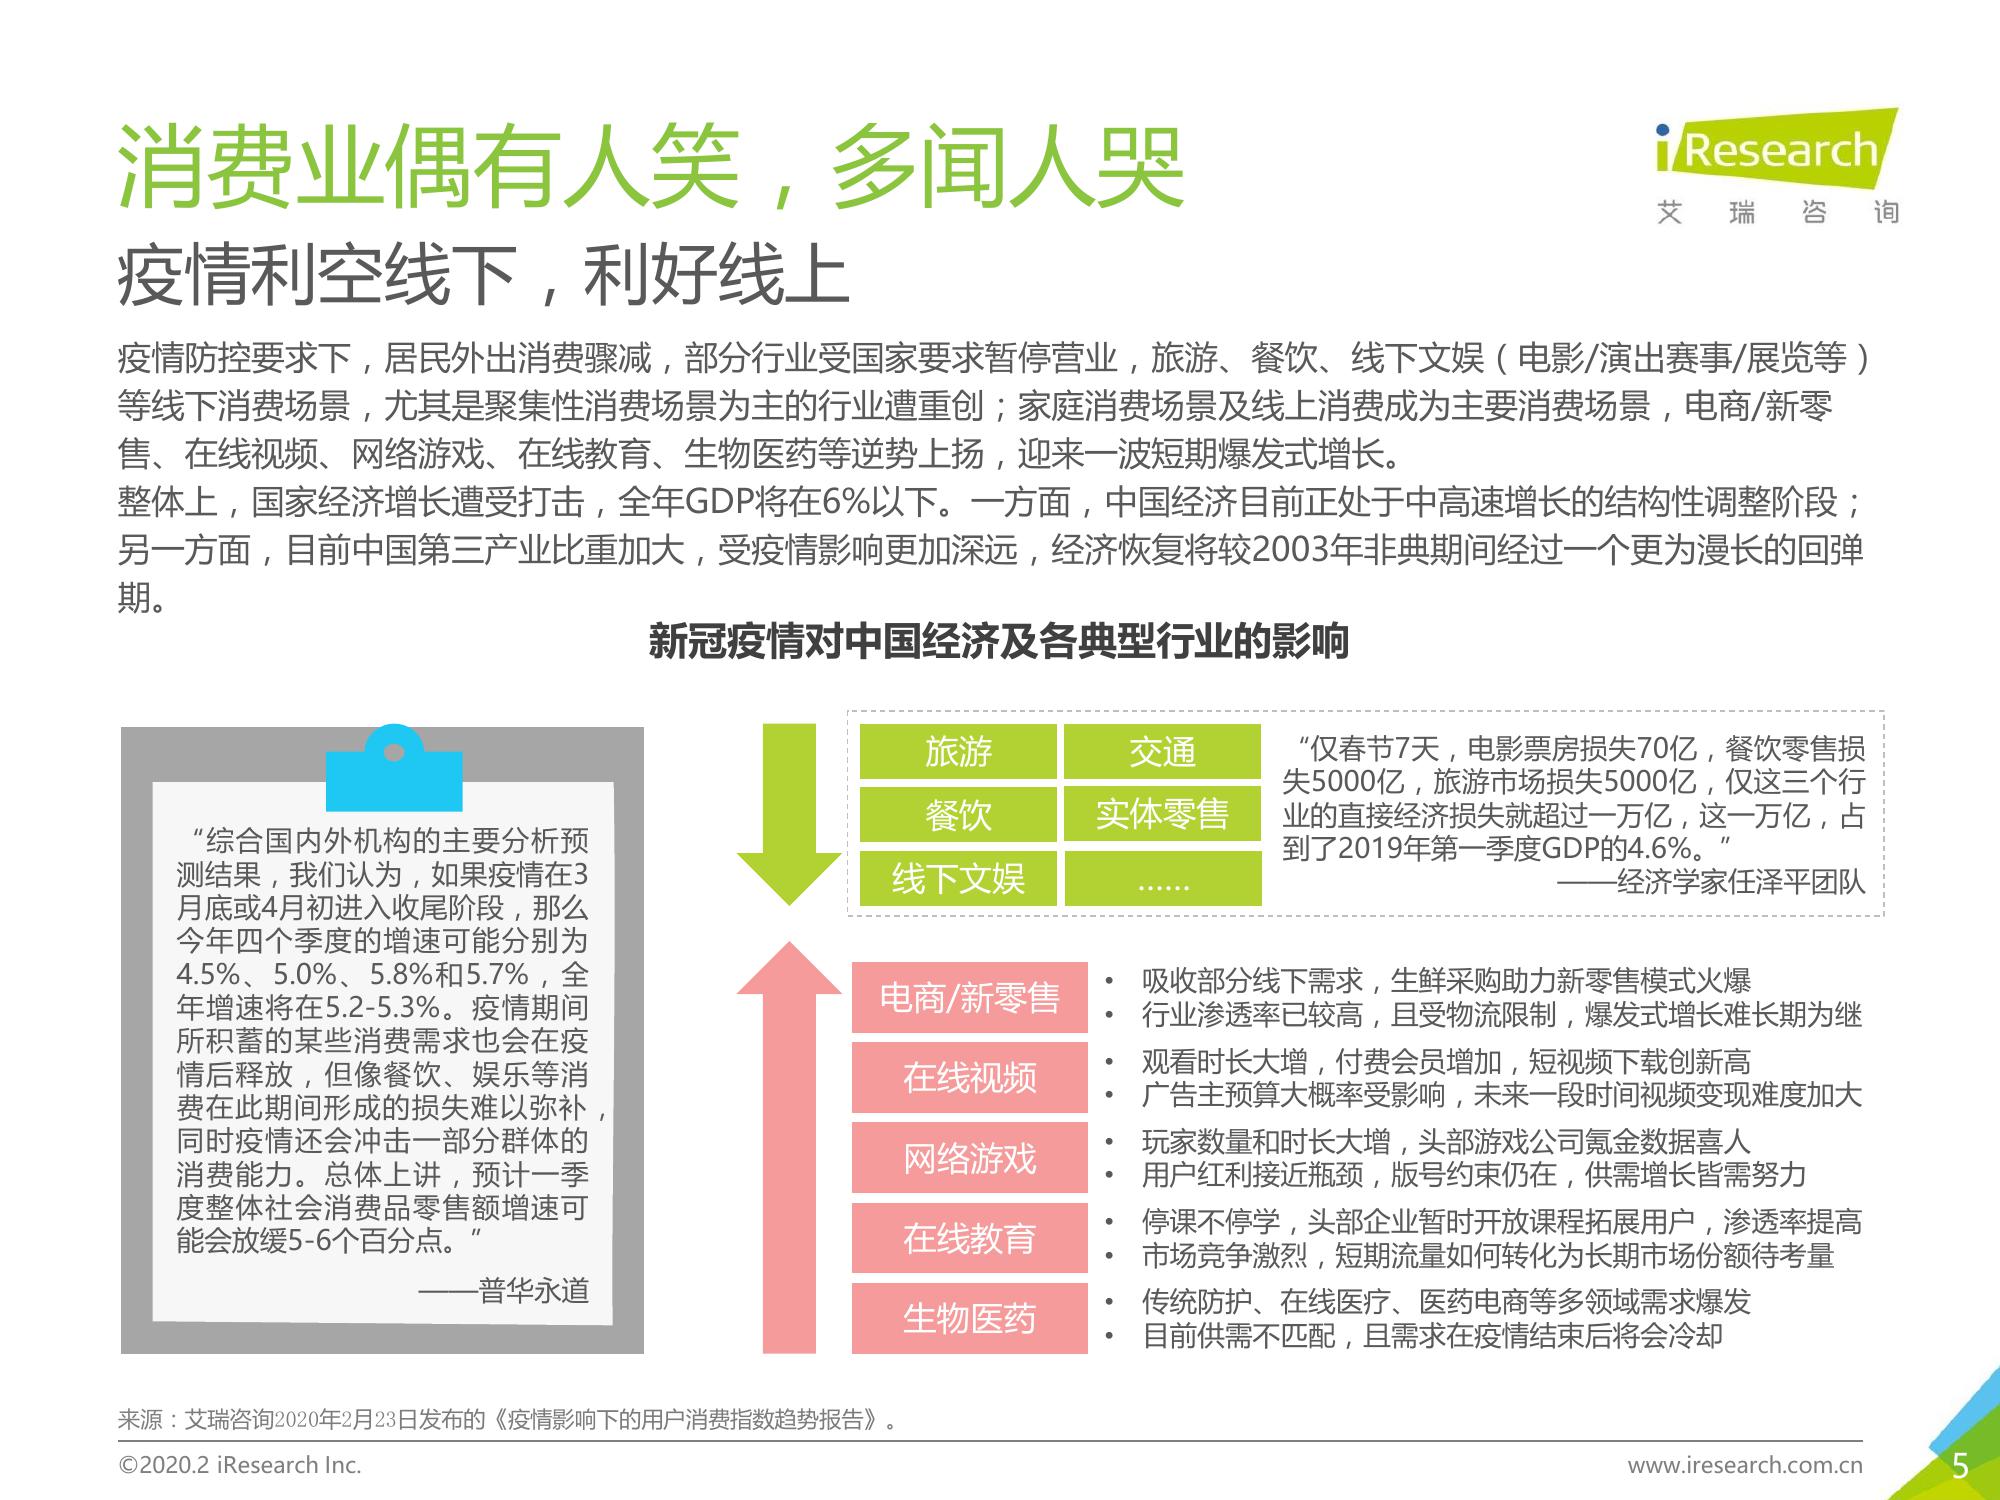 消费业偶有人笑，多闻人哭
iResearch
艾瑞咨询
疫情利空线下，利好线上
疫情防控要求下，居民外出消费骤减，部分行业受国家要求暂停营业，旅游、餐饮、线下文娱（电影/演出赛事/展览等）
等线下消费场景，尤其是聚集性消费场景为主的行业遭重创；家庭消费场景及线上消费成为主要消费场景，电商/新零
售、在线视频、网络游戏、在线教育、生物医药等逆势上扬，迎来一波短期爆发式增长。
整体上，国家经济增长遭受打击，全年GDP将在6%以下。一方面，中国经济目前正处于中高速增长的结构性调整阶段；
另一方面，目前中国第三产业比重加大，受疫情影响更加深远，经济恢复将较2003年非典期间经过一个更为漫长的回弹
期。
新冠疫情对中国经济及各典型行业的影响
“综合国内外机构的主要分析预
测结果，我们认为，如果疫情在3
月底或4月初进入收尾阶段，那么
今年四个季度的增速可能分别为
4.5%、5.0%、5.8%和5.7%，全
年增速将在5.2-5.3%。疫情期间
所积蓄的某些消费需求也会在疫
情后释放，但像餐饮、娱乐等消
费在此期间形成的损失难以弥补，
同时疫情还会冲击一部分群体的
消费能力。总体上讲，预计一季
度整体社会消费品零售额增速可
能会放缓5-6个百分点。”
——普华永道
旅游
交通
餐饮
实体零售
线下文娱
……
“仅春节7天，电影票房损失70亿，餐饮零售损
失5000亿，旅游市场损失5000亿，仅这三个行
业的直接经济损失就超过一万亿，这一万亿，占
到了2019年第一季度GDP的4.6%。”
——经济学家任泽平团队
电商/新零售
• 吸收部分线下需求，生鲜采购助力新零售模式火爆
• 行业渗透率已较高，且受物流限制，爆发式增长难长期为继
在线视频
• 观看时长大增，付费会员增加，短视频下载创新高
• 广告主预算大概率受影响，未来一段时间视频变现难度加大
网络游戏
• 玩家数量和时长大增，头部游戏公司氪金数据喜人
• 用户红利接近瓶颈，版号约束仍在，供需增长皆需努力
在线教育
• 停课不停学，头部企业暂时开放课程拓展用户，渗透率提高
• 市场竞争激烈，短期流量如何转化为长期市场份额待考量
生物医药
• 传统防护、在线医疗、医药电商等多领域需求爆发
• 目前供需不匹配，且需求在疫情结束后将会冷却
来源：艾瑞咨询2020年2月23日发布的《疫情影响下的用户消费指数趋势报告》。
©2020.2 iResearch Inc.
www.iresearch.com.cn
5